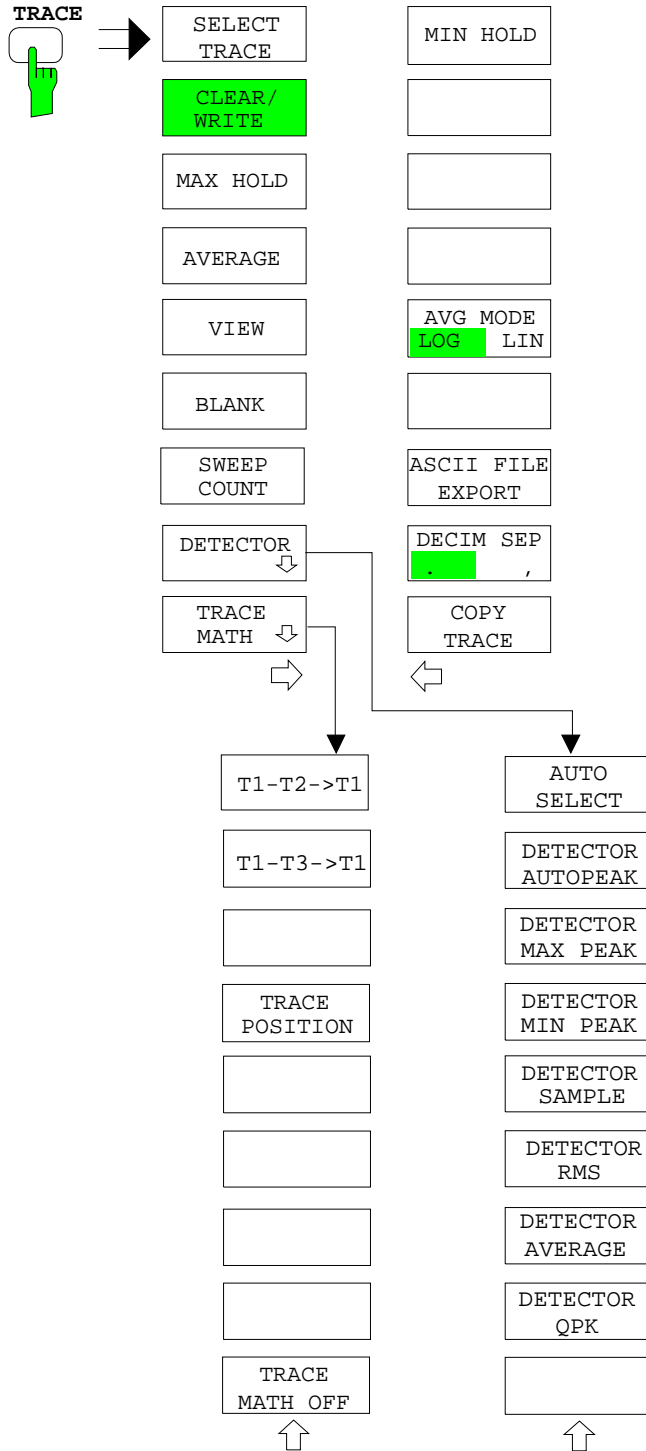 TRACE
SELECT
TRACE
CLEAR/
WRITE
MAX HOLD
AVERAGE
VIEW
BLANK
SWEEP
COUNT
DETECTOR
TRACE
MATH
MIN HOLD
AVG MODE
LOG LIN
ASCII FILE
EXPORT
DECIM SEP
. ,
COPY
TRACE
T1-T2->T1
T1-T3->T1
TRACE
POSITION
TRACE
MATH OFF
AUTO
SELECT
DETECTOR
AUTOPEAK
DETECTOR
MAX PEAK
DETECTOR
MIN PEAK
DETECTOR
SAMPLE
DETECTOR
RMS
DETECTOR
AVERAGE
DETECTOR
QPK